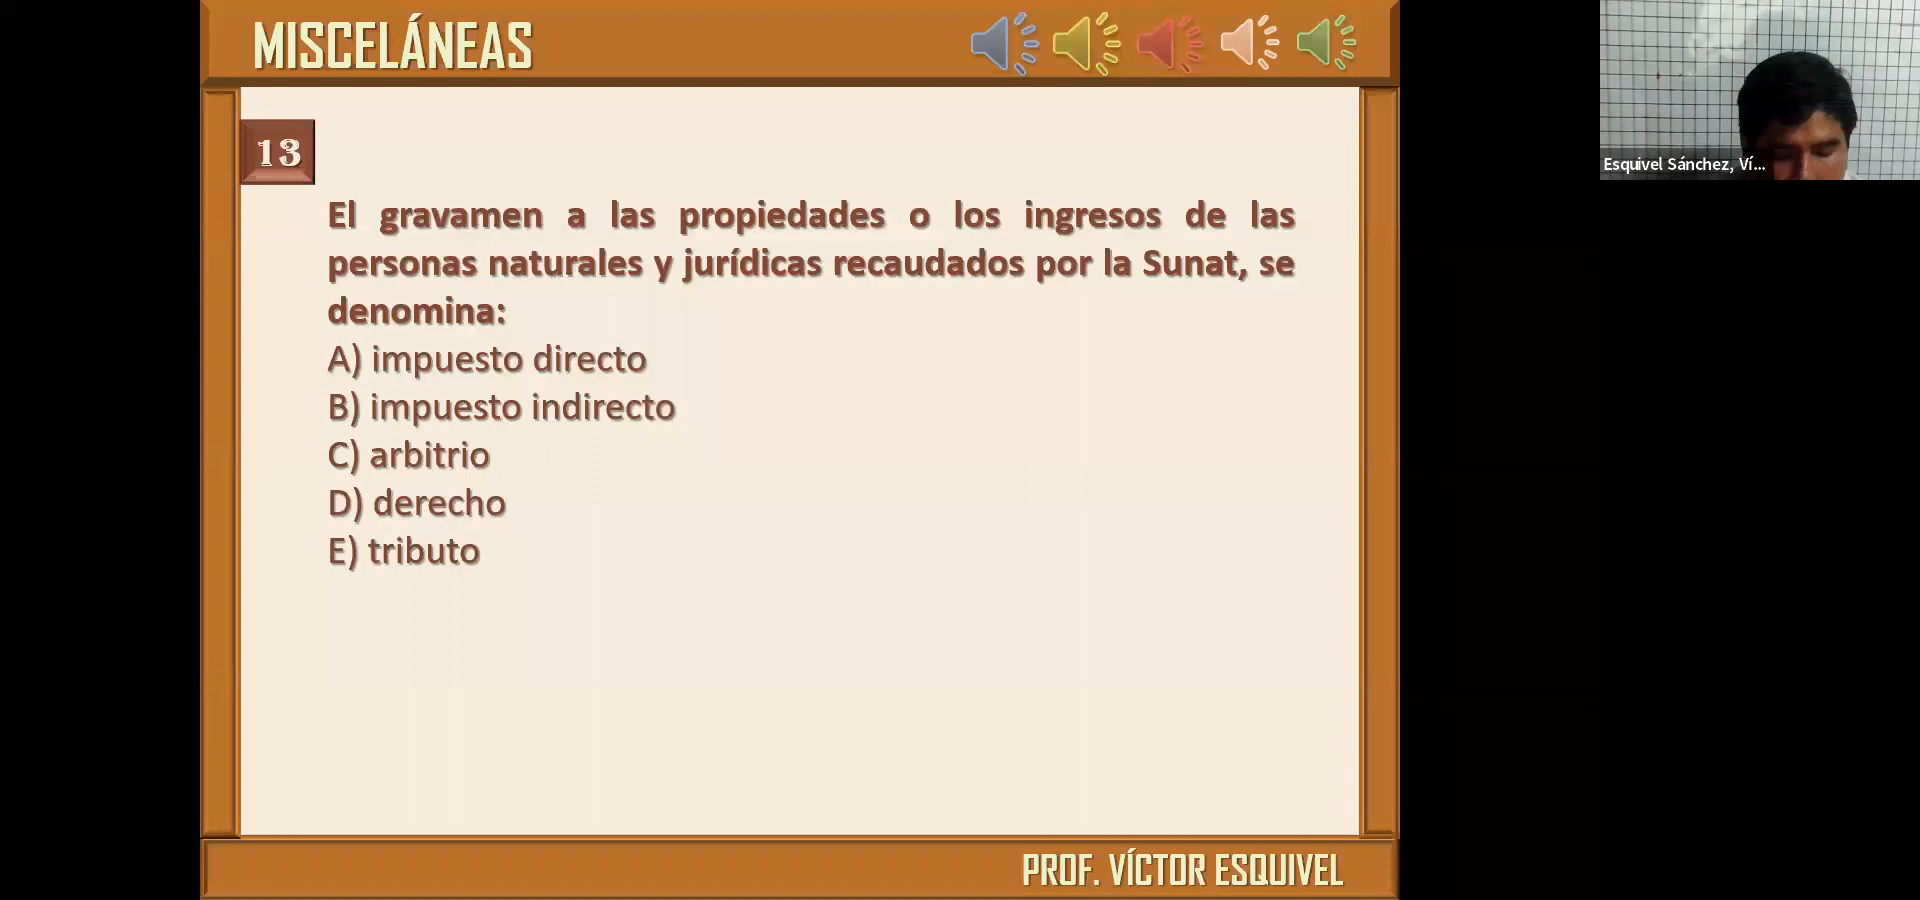 MISCELÁNEAS
13
El gravamen a las propiedades o los ingresos de las
personas naturales y jurídicas recaudados por la Sunat, se
denomina:
A) impuesto directo
B) impuesto indirecto
C) arbitrio
D) derecho
E) tributo
PROF. VÍCTOR ESQUIVEL
Esquivel Sánchez, Ví...